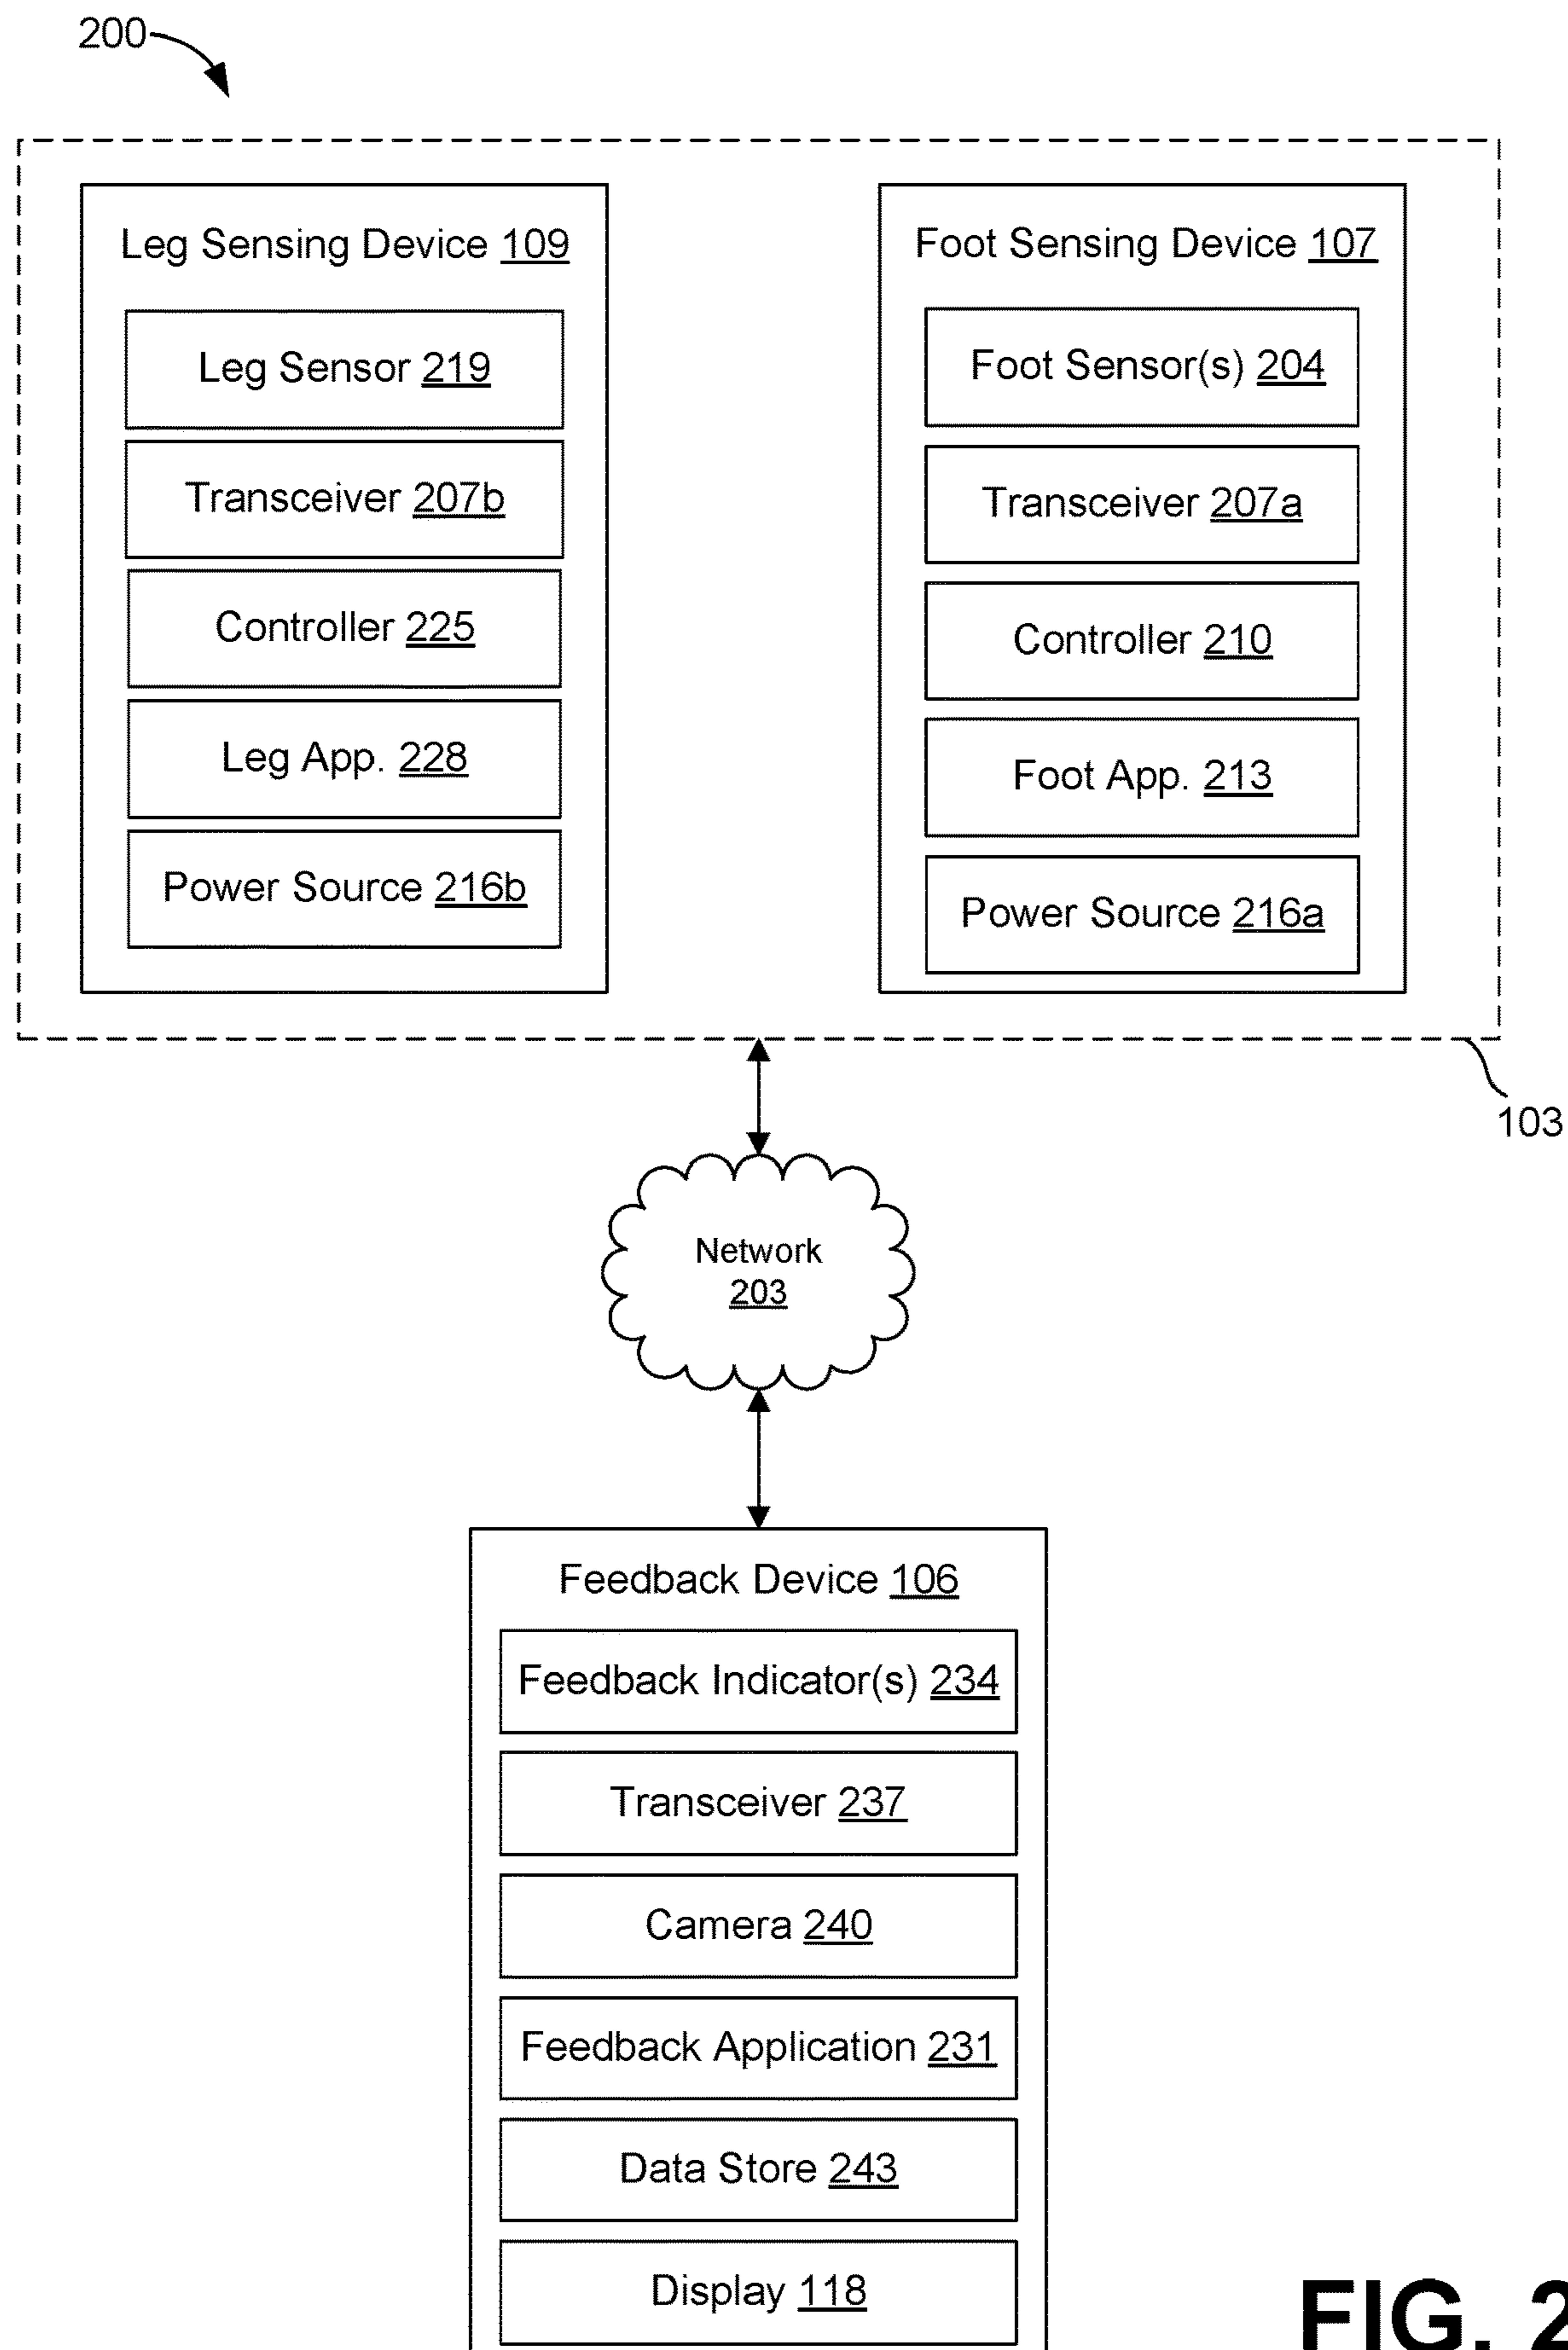 200
Leg Sensing Device 109
Leg Sensor 219
Transceiver 207b
Controller 225
Leg App. 228
Power Source 216b
Foot Sensing Device 107
Foot Sensor(s) 204
Transceiver 207a
Controller 210
Foot App. 213
Power Source 216a
103
Network
203
Feedback Device 106
Feedback Indicator(s) 234
Transceiver 237
Camera 240
Feedback Application 231
Data Store 243
Display 118
FIG. 2